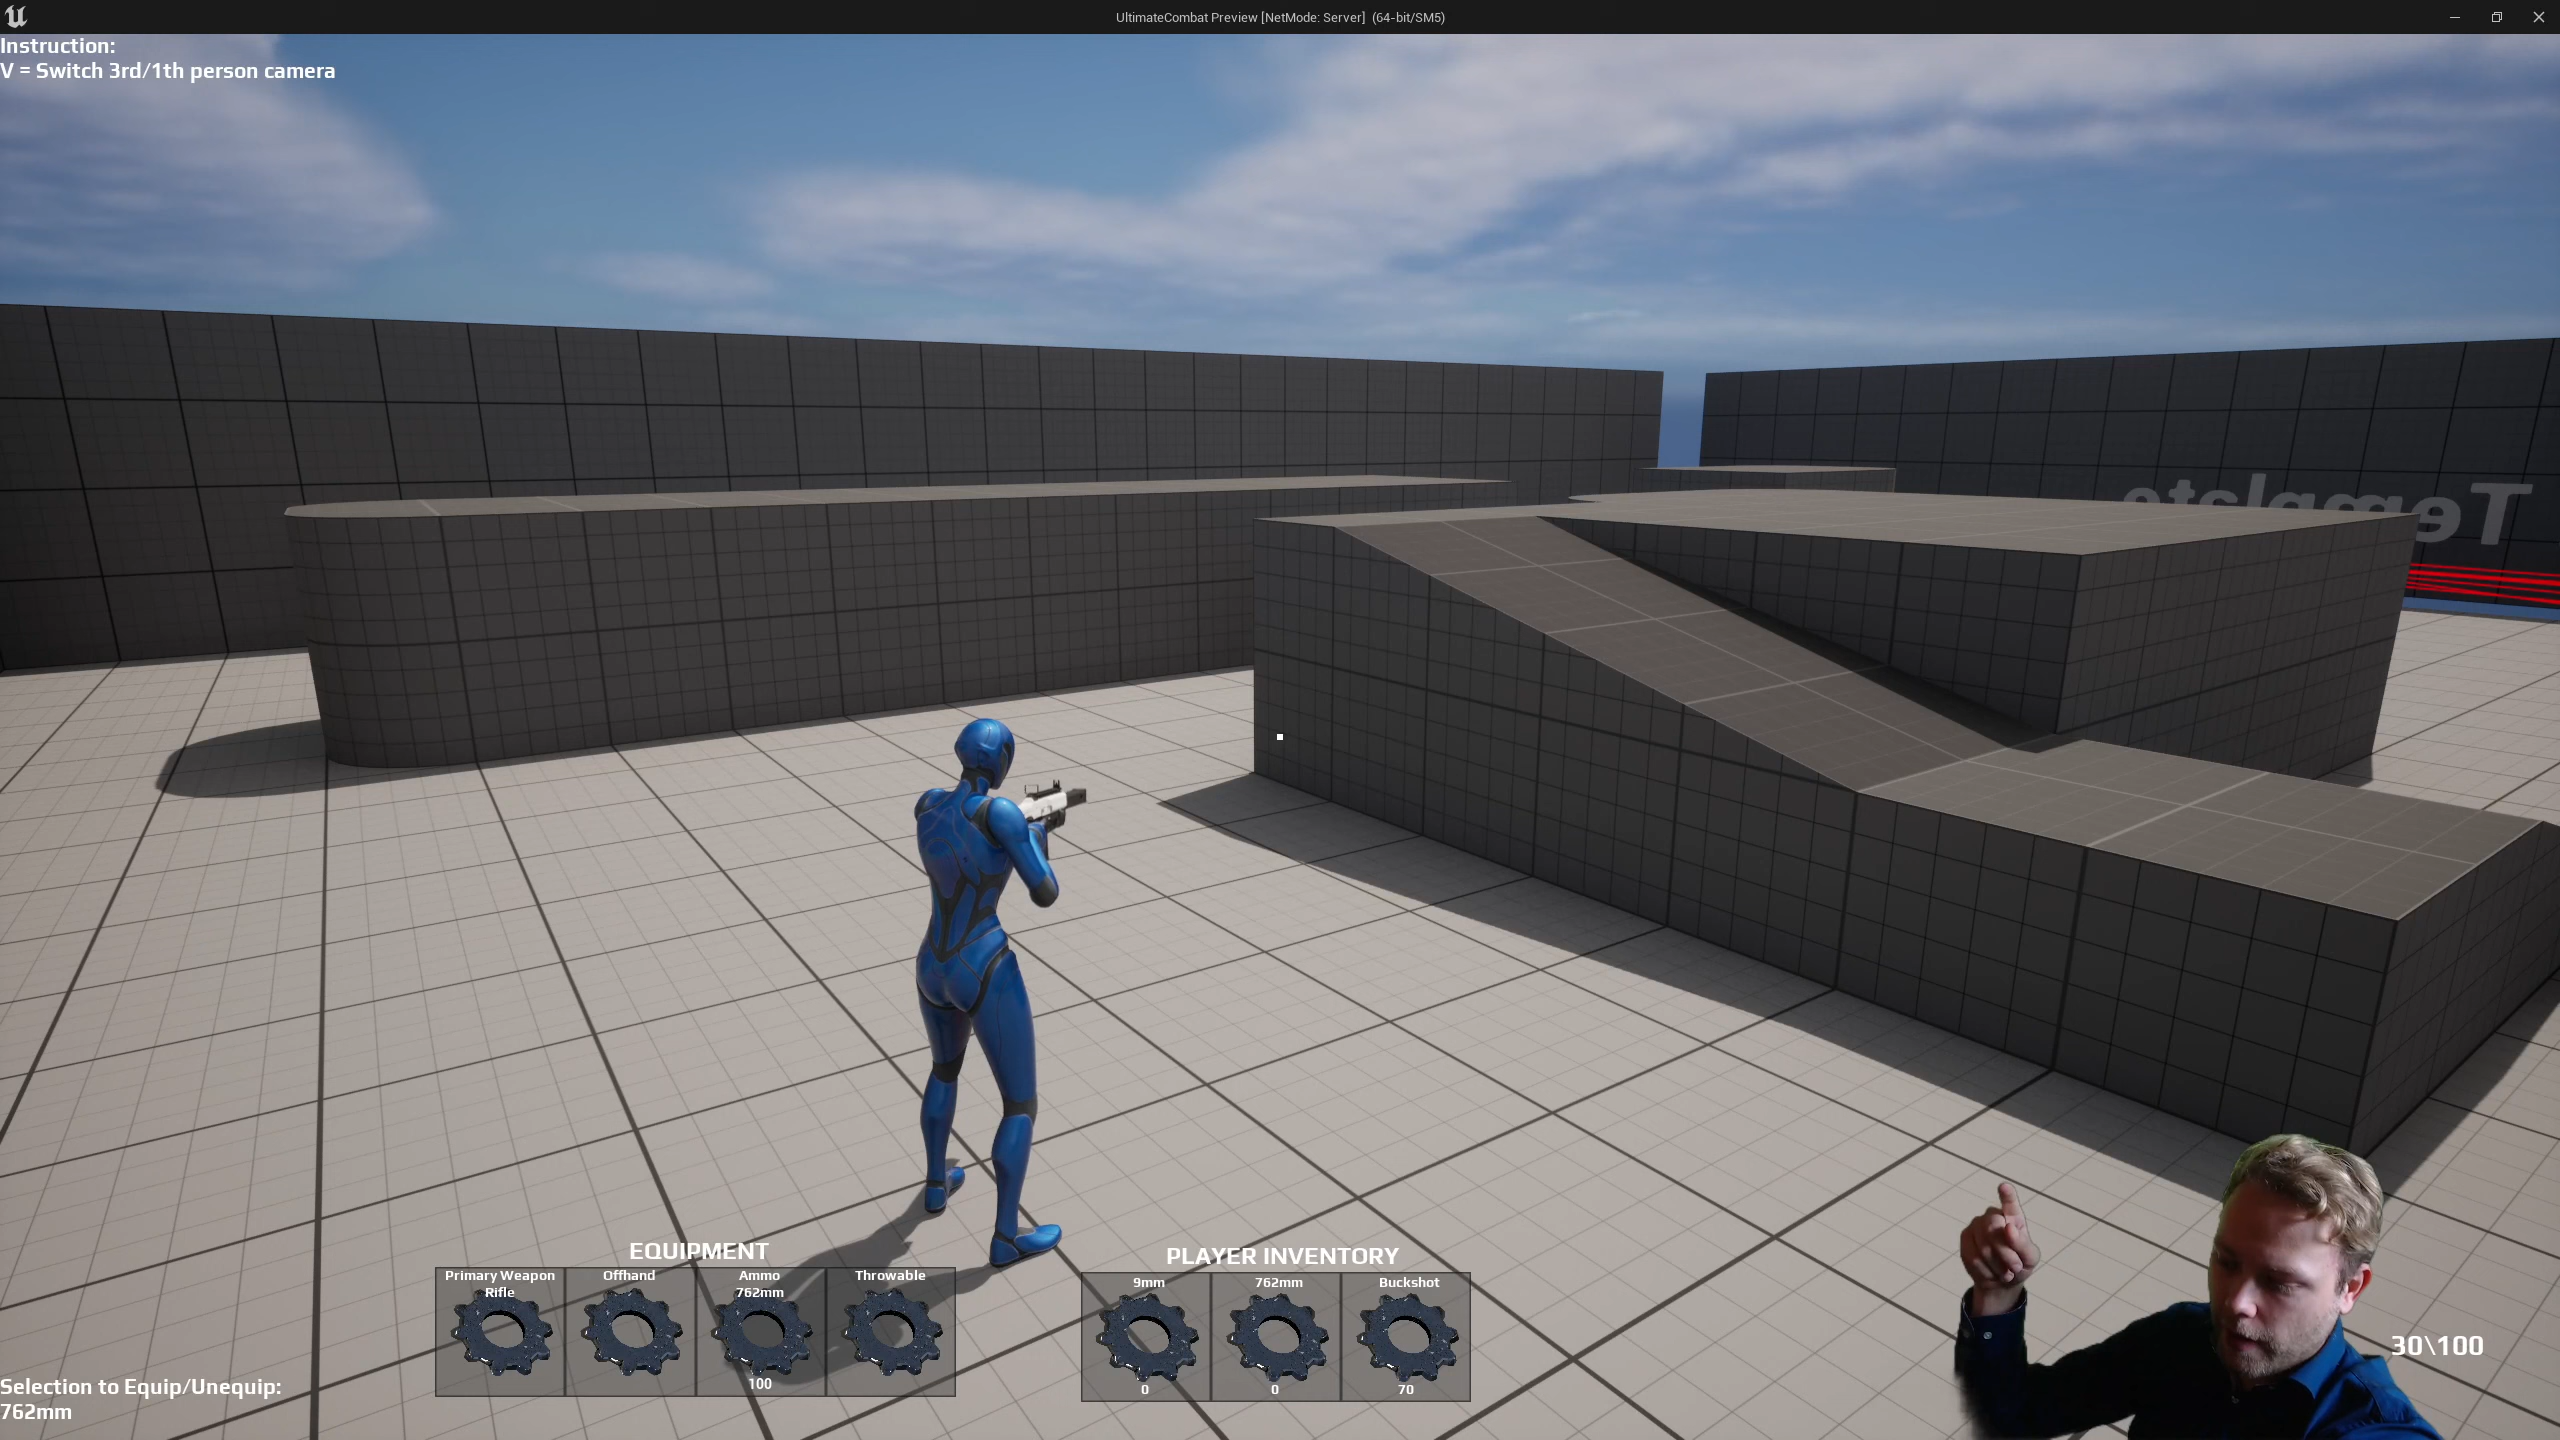 UltimateCombat Preview [NetMode: Server] (64-bit/SM5)
Instruction:
V = Switch 3rd/1th person camera
Template
EQUIPMENT
Primary Weapon
Rifle
Offhand
Ammo
762mm
100
Throwable
PLAYER INVENTORY
9mm
0
762mm
0
Buckshot
70
30\100
Selection to Equip/Unequip:
762mm